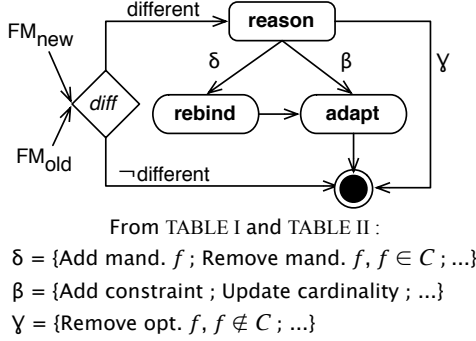 different
FM_new
reason
δ
β
Ɣ
diff
rebind
adapt
FM_old
¬different
From TABLE I and TABLE II :
δ = {Add mand. f ; Remove mand. f, f ∈ C ; ...}
β = {Add constraint ; Update cardinality ; ...}
Ɣ = {Remove opt. f, f ∉ C ; ...}